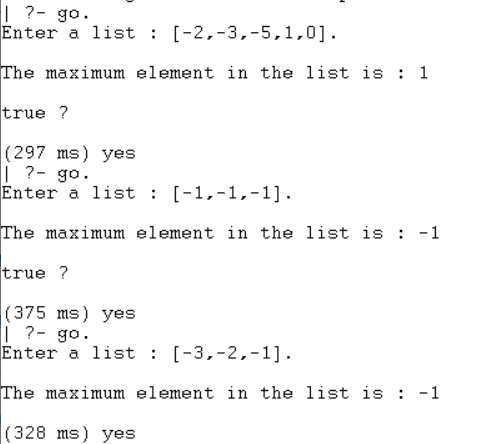 | ?- go.
Enter a list : [-2,-3,-5,1,0].
The maximum element in the list is : 1
true ?
(297 ms) yes
| ?- go.
Enter a list : [-1,-1,-1].
The maximum element in the list is : -1
true ?
(375 ms) yes
| ?- go.
Enter a list : [-3,-2,-1].
The maximum element in the list is : -1
(328 ms) yes